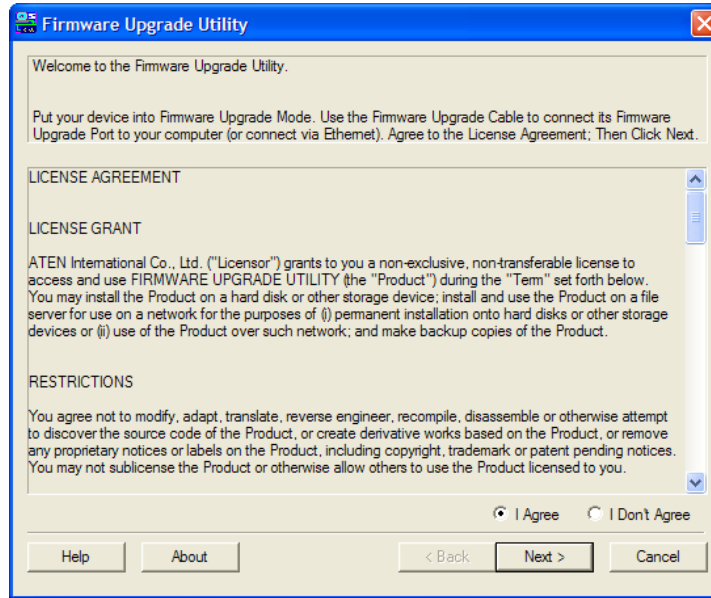 Firmware Upgrade Utility
Welcome to the Firmware Upgrade Utility.
Put your device into Firmware Upgrade Mode. Use the Firmware Upgrade Cable to connect its Firmware
Upgrade Port to your computer (or connect via Ethernet). Agree to the License Agreement; Then Click Next.
LICENSE AGREEMENT
LICENSE GRANT
ATEN International Co., Ltd. ("Licensor") grants to you a non-exclusive, non-transferable license to
access and use FIRMWARE UPGRADE UTILITY (the "Product") during the "Term" set forth below.
You may install the Product on a hard disk or other storage device; install and use the Product on a file
server for use on a network for the purposes of (i) permanent installation onto hard disks or other storage
devices or (ii) use of the Product over such network; and make backup copies of the Product.
RESTRICTIONS
You agree not to modify, adapt, translate, reverse engineer, recompile, disassemble or otherwise attempt
to discover the source code of the Product, or create derivative works based on the Product, or remove
any proprietary notices or labels on the Product, including copyright, trademark or patent pending notices.
You may not sublicense the Product or otherwise allow others to use the Product licensed to you.
I Agree I Don't Agree
Help About < Back Next > Cancel